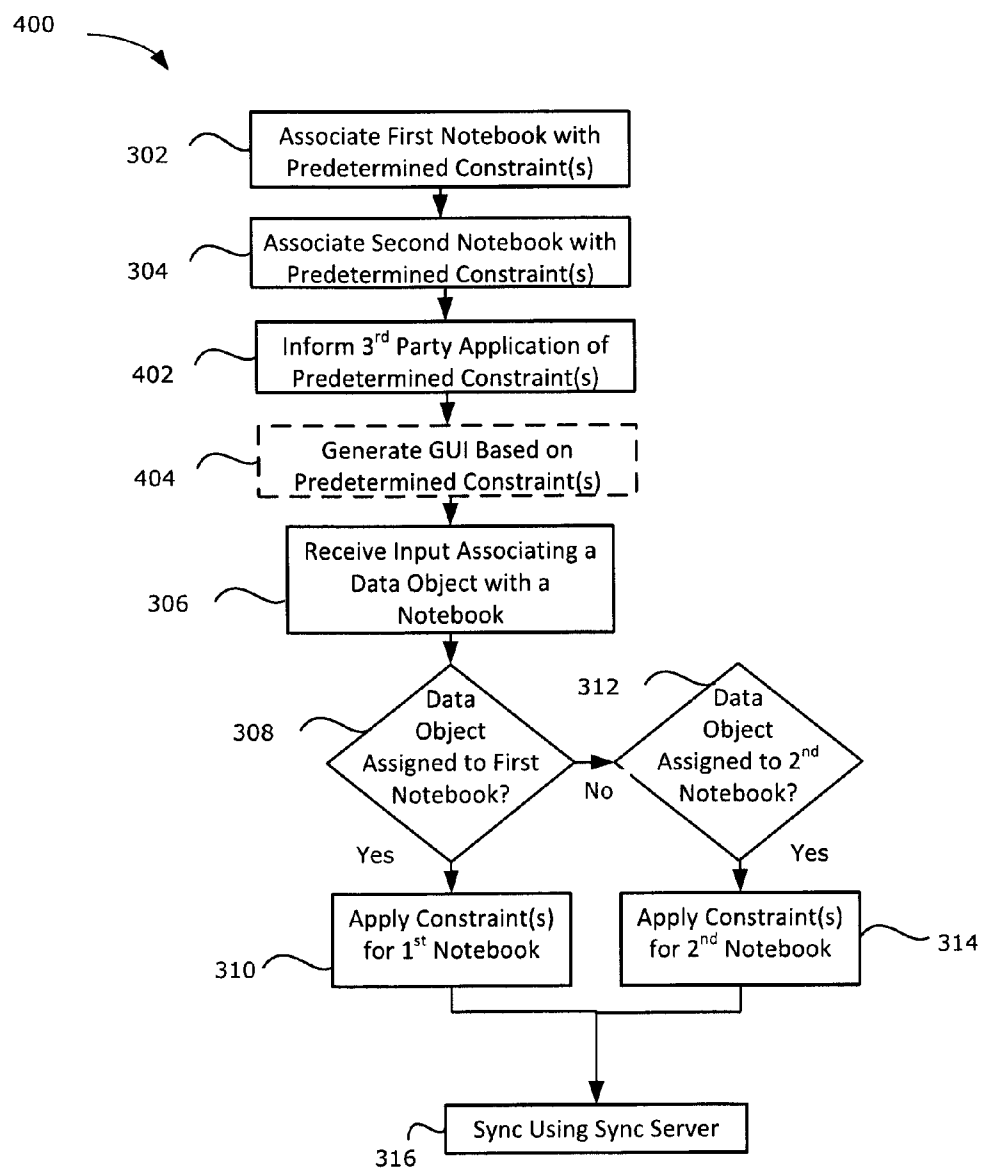 400
302
Associate First Notebook with
Predetermined Constraint(s)
304
Associate Second Notebook with
Predetermined Constraint(s)
402
Inform 3rd Party Application of
Predetermined Constraint(s)
404
Generate GUI Based on
Predetermined Constraint(s)
306
Receive Input Associating a
Data Object with a
Notebook
308
Data
Object
Assigned to First
Notebook?
No
312
Data
Object
Assigned to 2nd
Notebook?
Yes
Yes
310
Apply Constraint(s)
for 1st Notebook
Apply Constraint(s)
for 2nd Notebook
314
316
Sync Using Sync Server